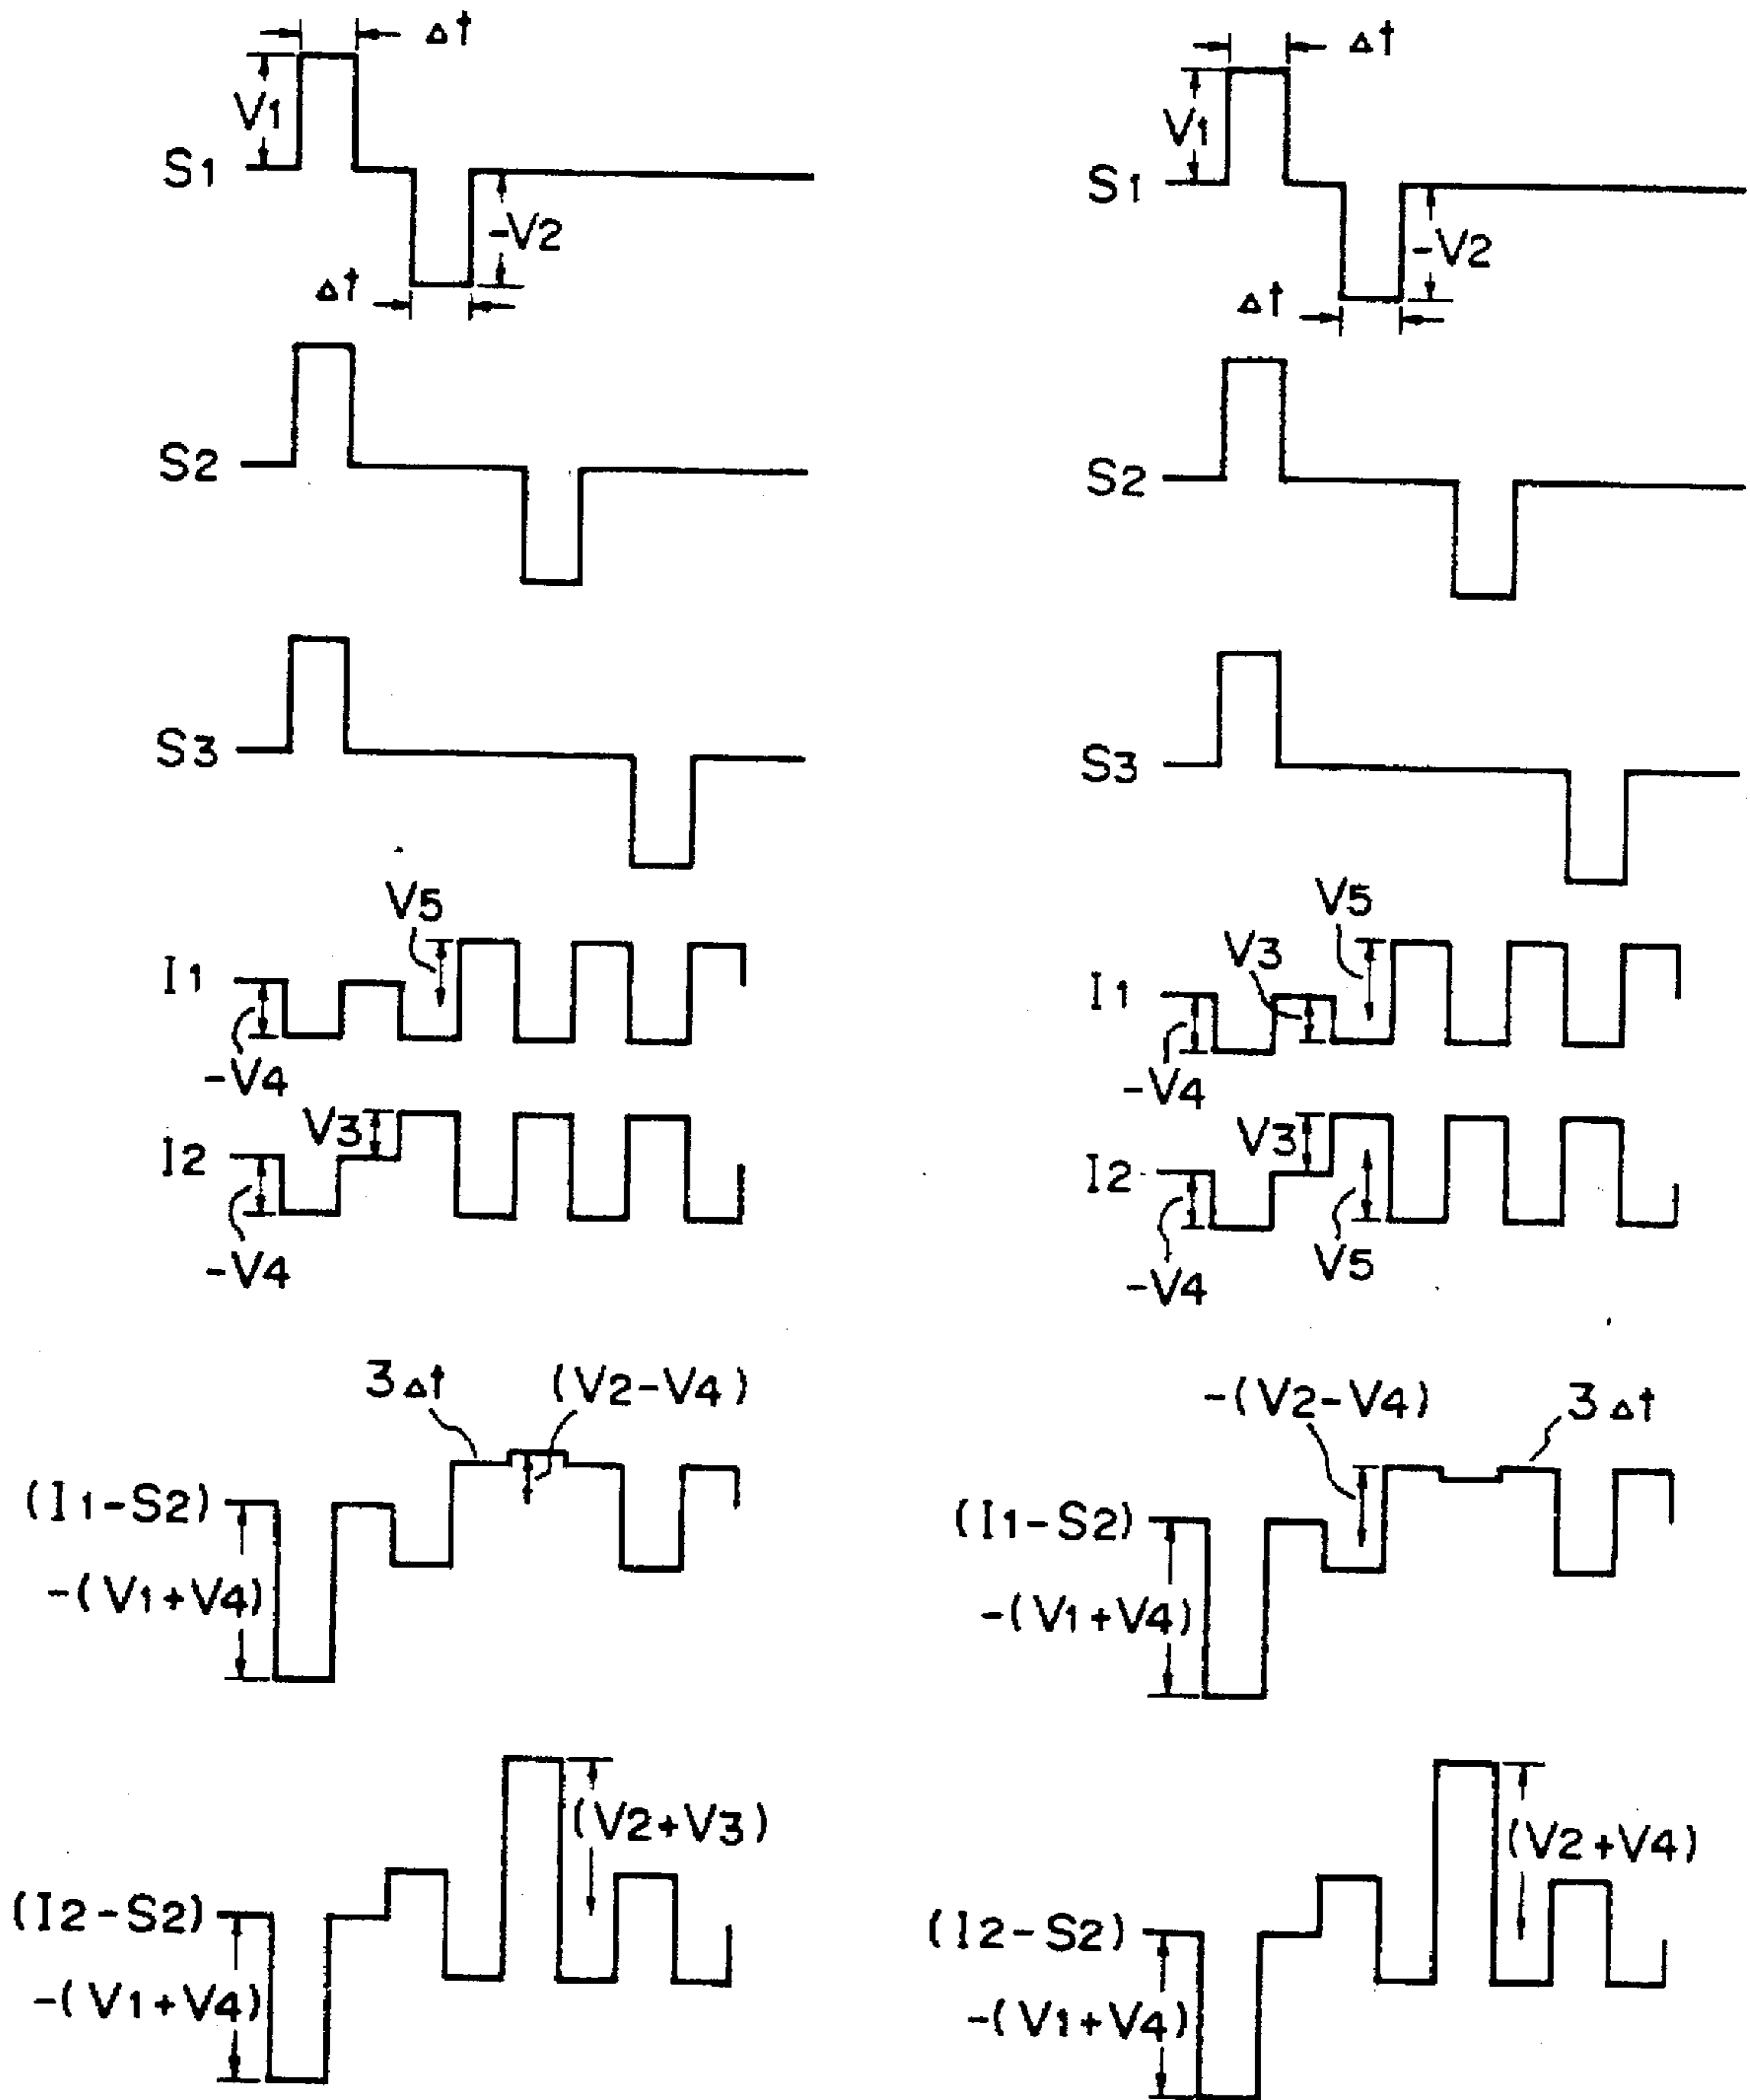 Δt
V1
S1
-V2
Δt
S2
S3
V5
I1
-V4
V3
I2
-V4
3Δt
(V2-V4)
(I1-S2)
-(V1+V4)
(V2+V3)
(I2-S2)
-(V1+V4)
Δt
V1
S1
-V2
Δt
S2
S3
V5
V3
I1
-V4
V3
I2
V5
-V4
-(V2-V4)
3Δt
(I1-S2)
-(V1+V4)
(V2+V4)
(I2-S2)
-(V1+V4)